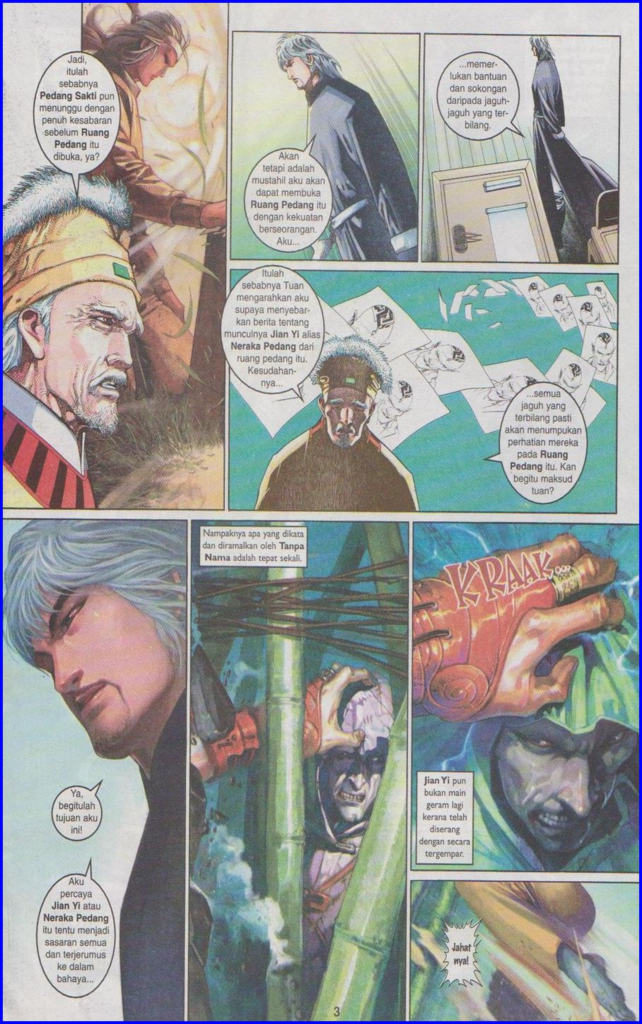 Jadi,
itulah
sebabnya
Pedang Sakti pun
menunggu dengan
penuh kesabaran
sebelum Ruang
Pedang itu
dibuka, ya?
Akan
tetapi adalah
mustahil aku akan
dapat membuka
Ruang Pedang
itu dengan
kekuatan
berseorangan.
Aku...
...memer-
lukan bantuan
dan sokongan
daripada jaguh-
jaguh yang ter-
bilang.
Itulah
sebabnya Tuan
mengarahkan aku
supaya menyebar-
kan berita tentang
munculnya Jian Yi alias
Neraka Pedang dari
ruang pedang itu.
Kesudahan-
nya...
...semua
jaguh yang
terbilang pasti
akan menumpukan
perhatian mereka
pada Ruang
Pedang itu. Kan
begitu maksud
tuan?
Ya,
begitulah
tujuan aku
ini!
Aku
percaya
Jian Yi atau
Neraka Pedang
itu tentu menjadi
sasaran semua
dan terjerumus
ke dalam
bahaya...
Nampaknya apa yang dikata
dan diramalkan oleh Tanpa
Nama adalah tepat sekali.
KRAAK...
Jian Yi pun
bukan main
geram lagi
kerana telah
diserang
dengan secara
tergempar.
Jahat
nya!
3